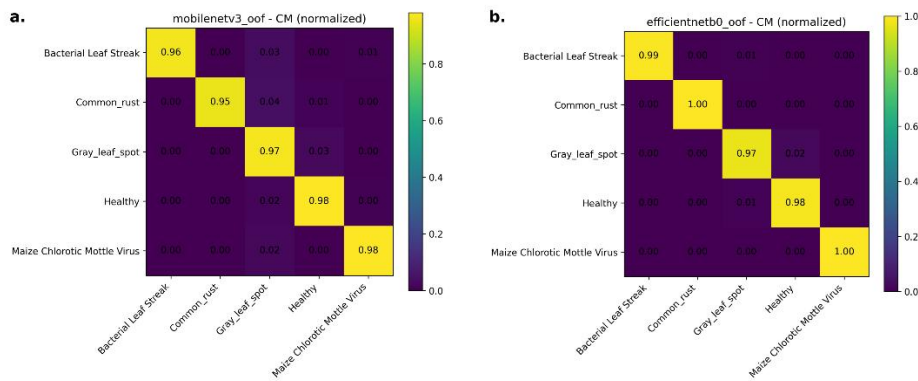 a.
mobilenetv3_oof - CM (normalized)
Bacterial Leaf Streak 0.96 0.00 0.03 0.00 0.01
Common_rust 0.00 0.95 0.04 0.01 0.00
Gray_leaf_spot 0.00 0.00 0.97 0.03 0.00
Healthy 0.00 0.00 0.02 0.98 0.00
Maize Chlorotic Mottle Virus 0.00 0.00 0.02 0.00 0.98
Bacterial Leaf Streak
Common_rust
Gray_leaf_spot
Healthy
Maize Chlorotic Mottle Virus
0.8
0.6
0.4
0.2
0.0
b.
efficientnetb0_oof - CM (normalized)
Bacterial Leaf Streak 0.99 0.00 0.01 0.00 0.00
Common_rust 0.00 1.00 0.00 0.00 0.00
Gray_leaf_spot 0.00 0.00 0.97 0.02 0.00
Healthy 0.00 0.00 0.01 0.98 0.00
Maize Chlorotic Mottle Virus 0.00 0.00 0.00 0.00 1.00
Bacterial Leaf Streak
Common_rust
Gray_leaf_spot
Healthy
Maize Chlorotic Mottle Virus
1.0
0.8
0.6
0.4
0.2
0.0